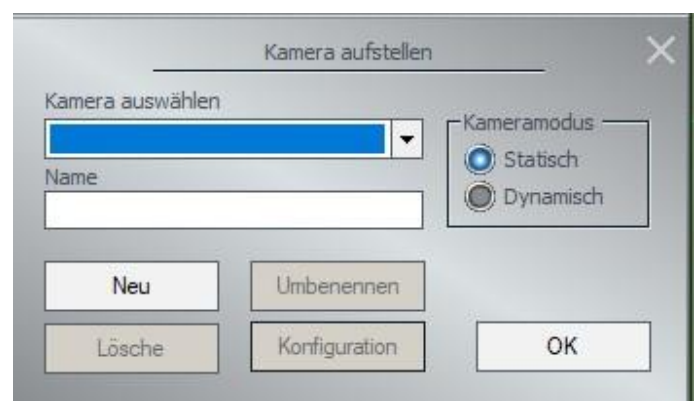 Kamera aufstellen
Kamera auswählen
Kameramodus
Statisch
Name
Dynamisch
Neu
Umbenennen
Lösche
Konfiguration
OK